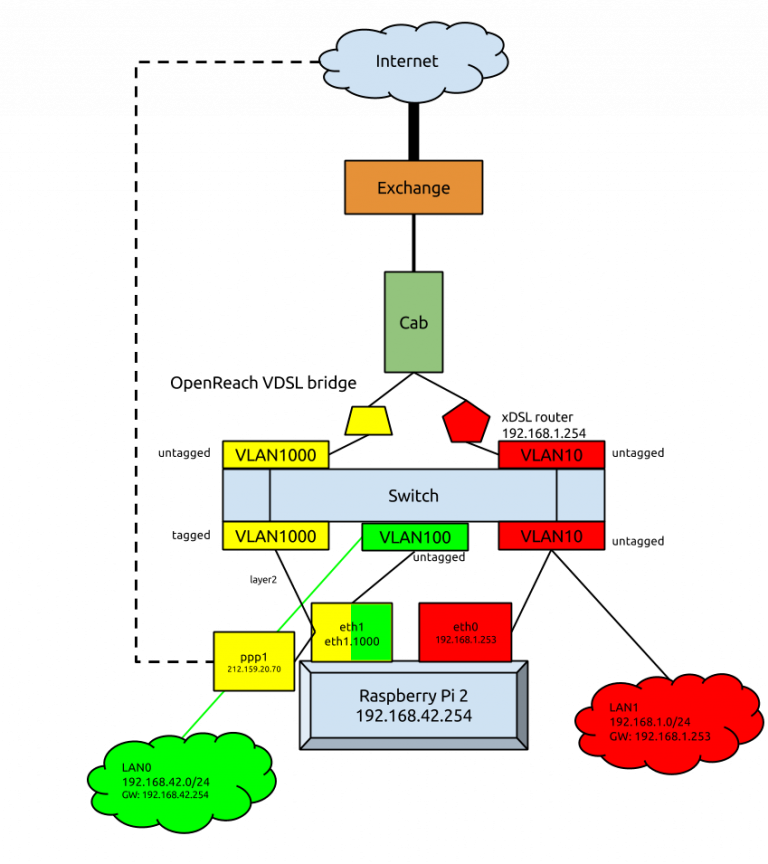 Internet
Exchange
Cab
OpenReach VDSL bridge
xDSL router
192.168.1.254
untagged
VLAN1000
VLAN10
untagged
Switch
tagged
VLAN1000
VLAN100
VLAN10
untagged
untagged
layer2
eth1
eth1.1000
eth0
192.168.1.253
ppp1
212.159.20.70
Raspberry Pi 2
192.168.42.254
LAN1
192.168.1.0/24
GW: 192.168.1.253
LAN0
192.168.42.0/24
GW: 192.168.42.254